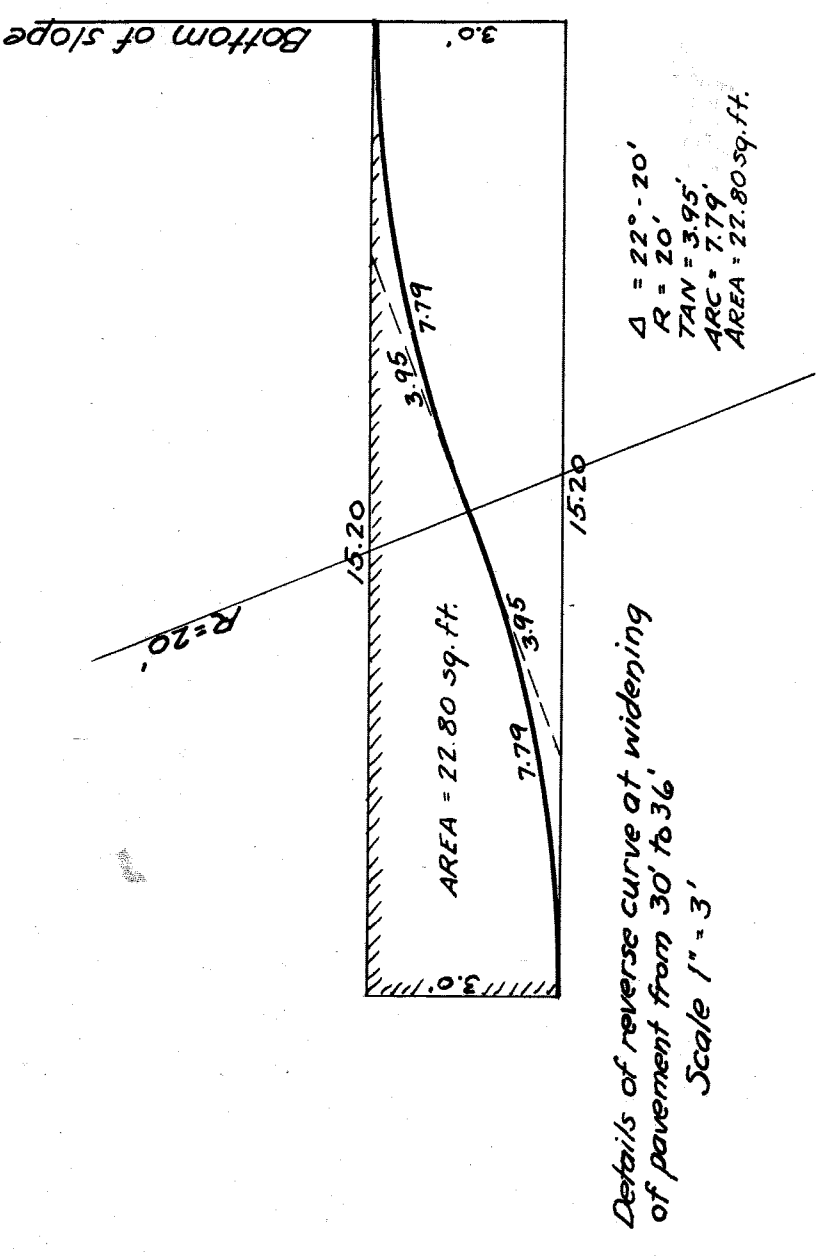 Bottom of slope
3.0'
7.79
3.95
15.20
15.20
R=20'
3.95
7.79
AREA = 22.80 sq. ft.
3.0'
Δ = 22° - 20'
R = 20'
TAN = 3.95'
ARC = 7.79'
AREA = 22.80 sq. ft.
Details of reverse curve at widening
of pavement from 30' to 36'
Scale 1" = 3'